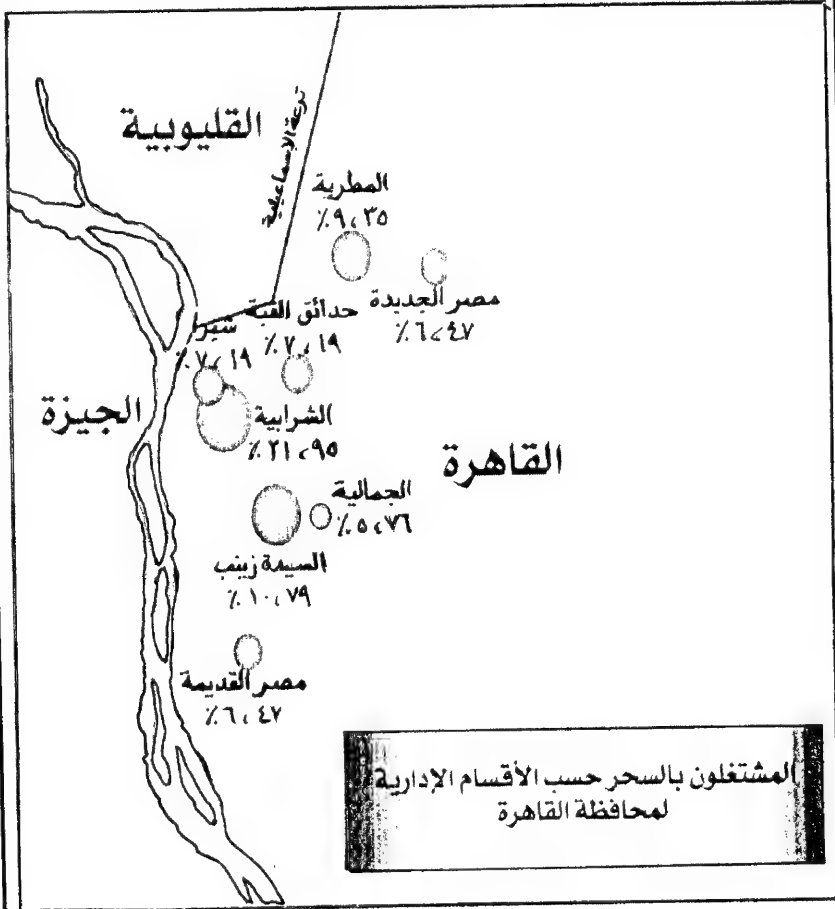 القليوبية
ترعة الإسماعيلية
المطرية
٪٩،٣٥
مصر الجديدة
٪٦،٤٧
حدائق القبة
٪٧،١٩
شبرا
٪٧،١٩
الجيزة
الشرابية
٪٢١،٩٥
القاهرة
الجمالية
٪٥،٧٦
السيدة زينب
٪١٠،٧٩
مصر القديمة
٪٦،٤٧
المشتغلون بالسحر حسب الأقسام الإدارية
لمحافظة القاهرة